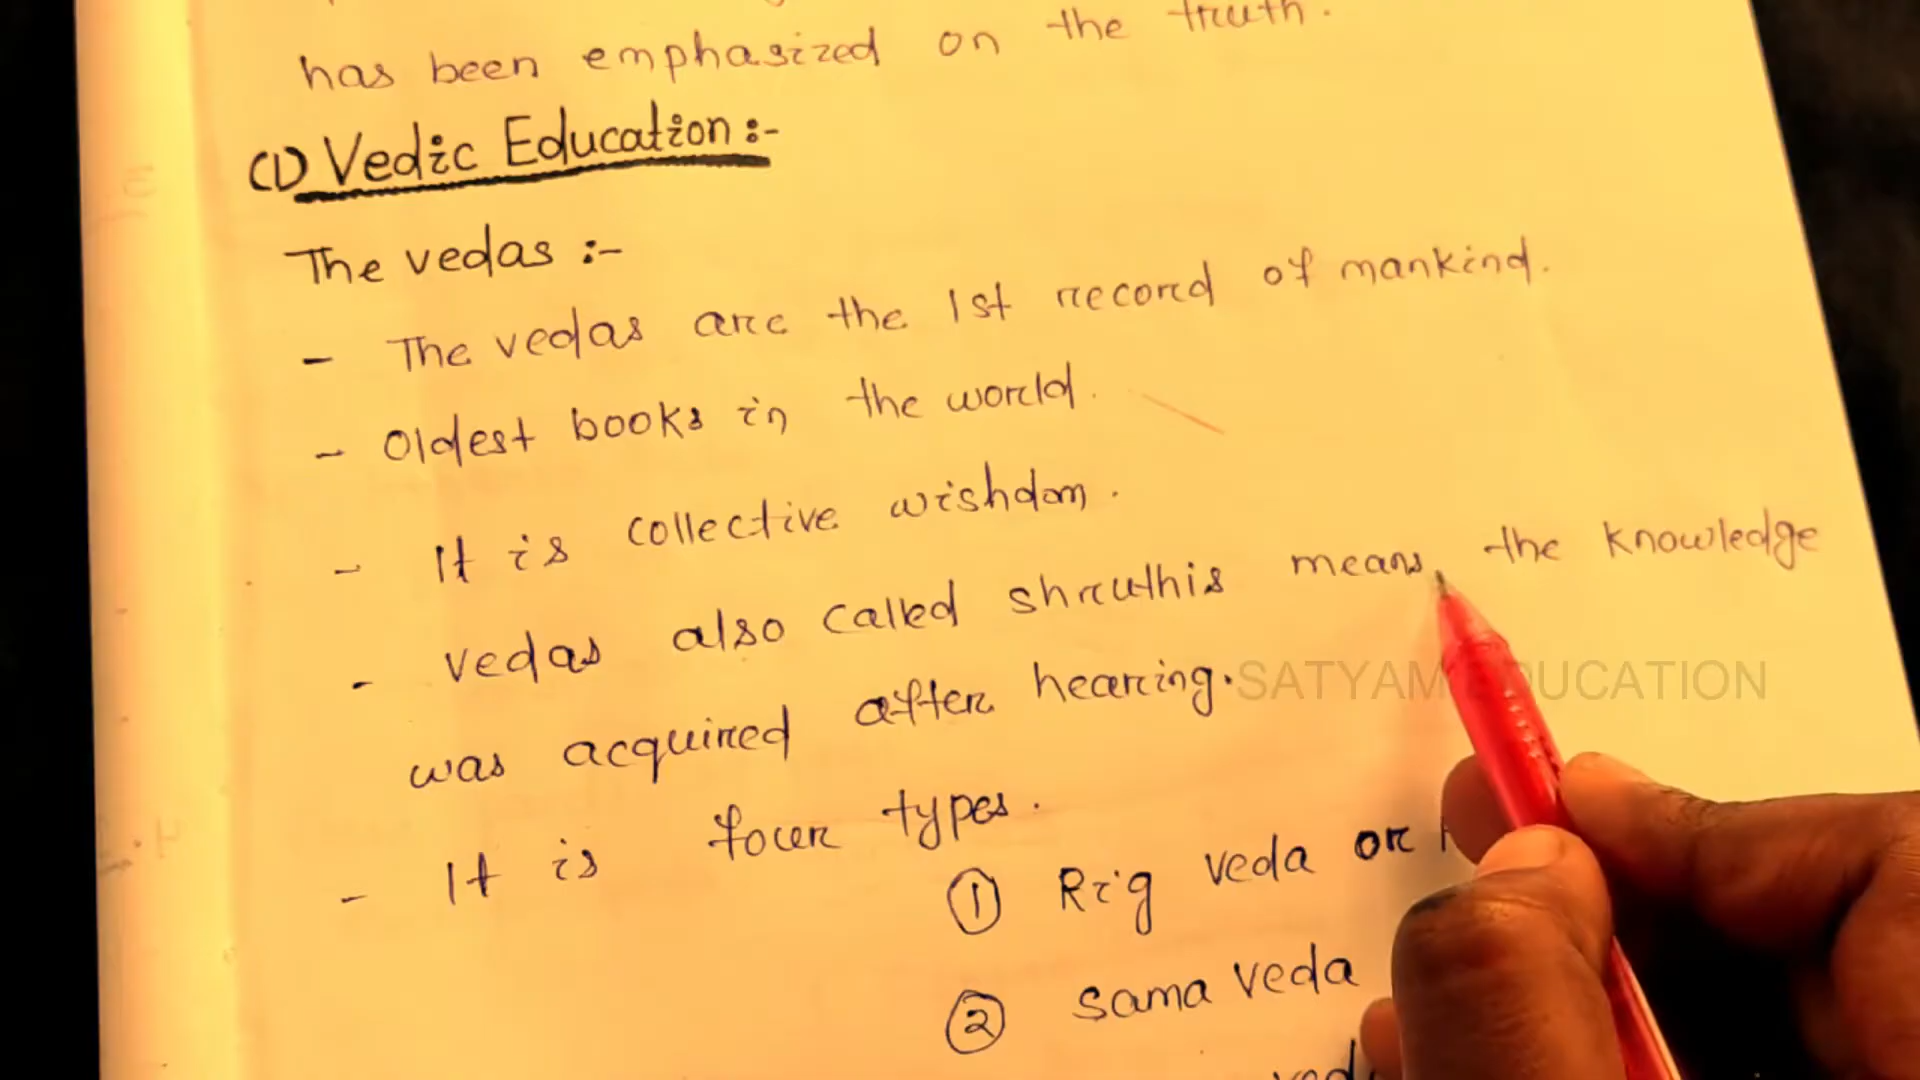 has been emphasized on the truth.
(1) Vedic Education :-
The vedas :-
- The vedas are the 1st record of mankind.
- Oldest books in the world.
- It is collective wishdom.
- vedas also called shruthis means the knowledge
was acquired after hearing.
SATYAM EDUCATION
- It is four types.
① Rig veda or
② Sama veda